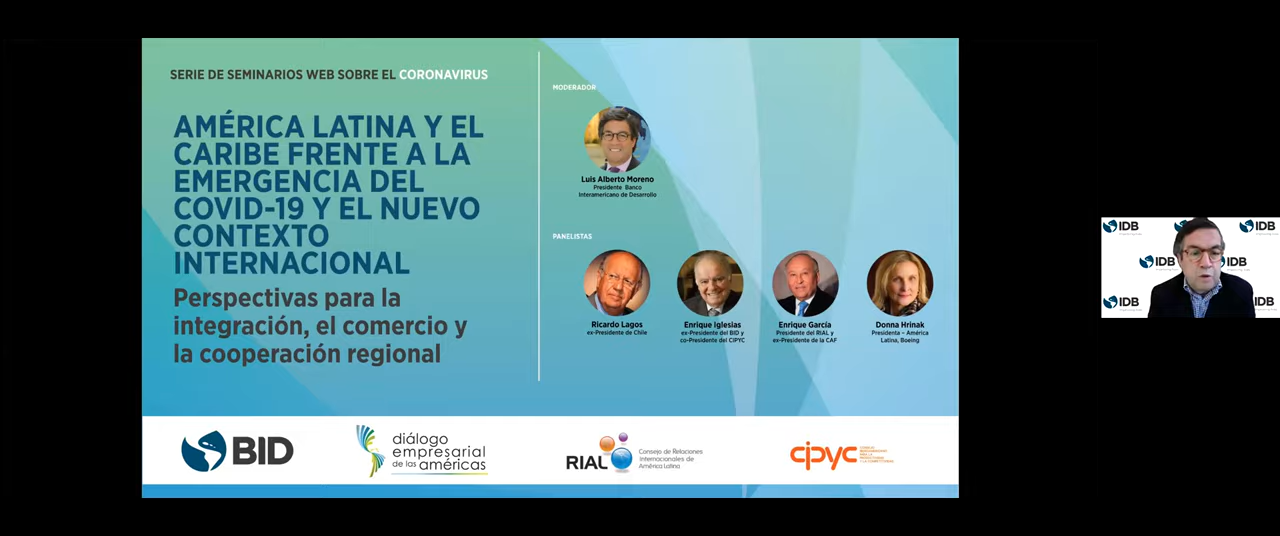 SERIE DE SEMINARIOS WEB SOBRE EL CORONAVIRUS
AMÉRICA LATINA Y EL
CARIBE FRENTE A LA
EMERGENCIA DEL
COVID-19 Y EL NUEVO
CONTEXTO
INTERNACIONAL
Perspectivas para la
integración, el comercio y
la cooperación regional
MODERADOR
Luis Alberto Moreno
Presidente Banco
Interamericano de Desarrollo
PANELISTAS
Ricardo Lagos
ex-Presidente de Chile
Enrique Iglesias
ex-Presidente del BID y
co-Presidente del CIPYC
Enrique García
Presidente del RIAL y
ex-Presidente de la CAF
Donna Hrinak
Presidenta – América
Latina, Boeing
BID
diálogo
empresarial
de las américas
RIAL
Consejo de Relaciones
Internacionales de
América Latina
cipyc
IDB
IDB
IDB
IDB
IDB
IDB